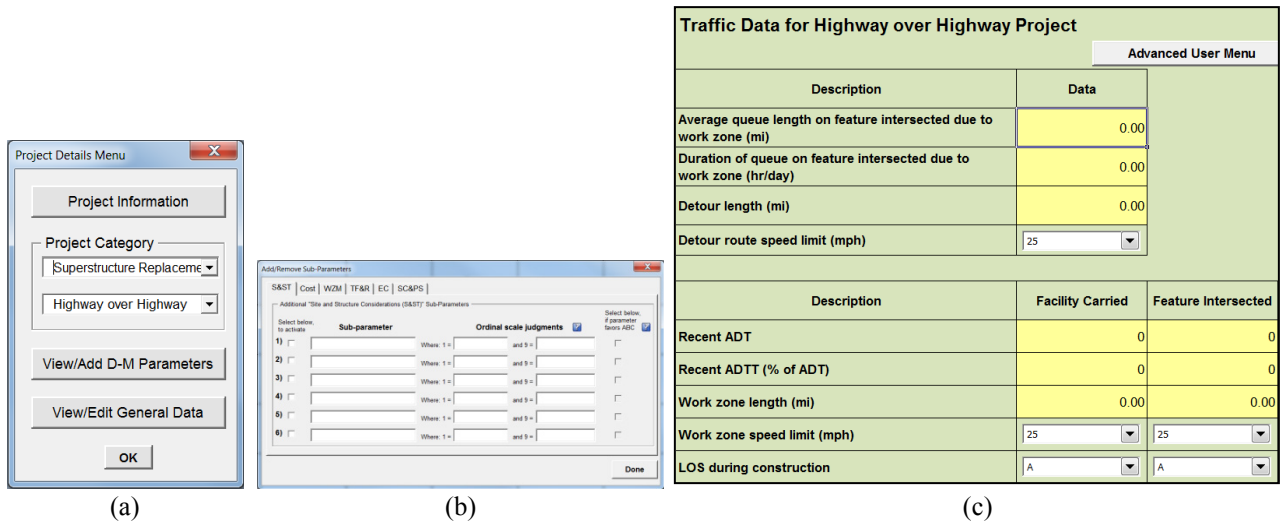 Project Details Menu
Project Information
Project Category
Superstructure Replaceme
Highway over Highway
View/Add D-M Parameters
View/Edit General Data
OK
(a)
Add/Remove Sub-Parameters
S&ST | Cost | WZM | TF&R | EC | SC&PS |
Additional "Site and Structure Considerations (S&ST)" Sub-Parameters
Select below, to activate
Sub-parameter
Ordinal scale judgments
Select below, if parameter favors ABC
1) Where: 1 = and 9 =
2) Where: 1 = and 9 =
3) Where: 1 = and 9 =
4) Where: 1 = and 9 =
5) Where: 1 = and 9 =
6) Where: 1 = and 9 =
Done
(b)
Traffic Data for Highway over Highway Project
Advanced User Menu
Description Data
Average queue length on feature intersected due to
work zone (mi) 0.00
Duration of queue on feature intersected due to
work zone (hr/day) 0.00
Detour length (mi) 0.00
Detour route speed limit (mph) 25
Description Facility Carried Feature Intersected
Recent ADT 0 0
Recent ADTT (% of ADT) 0 0
Work zone length (mi) 0.00 0.00
Work zone speed limit (mph) 25 25
LOS during construction A A
(c)